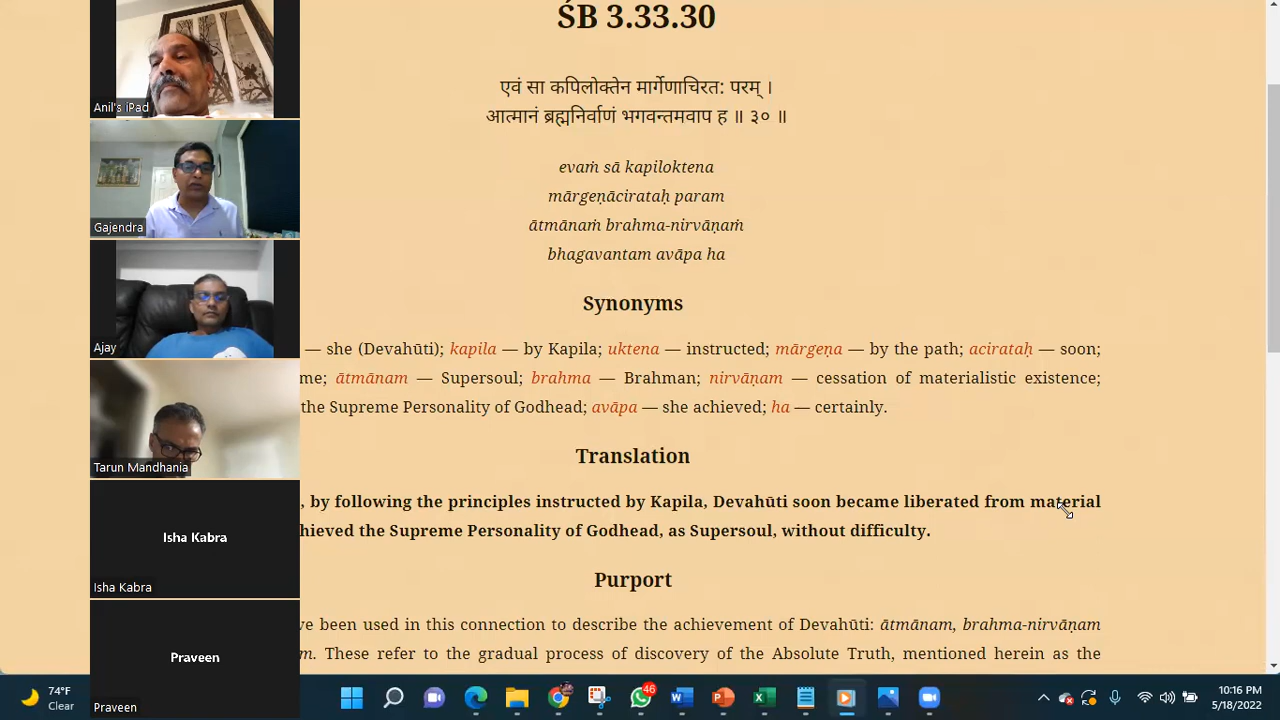 ŚB 3.33.30
एवं सा कपिलोक्तेन मार्गेणाचिरत: परम् ।
आत्मानं ब्रह्मनिर्वाणं भगवन्तमवाप ह ॥ ३० ॥
evaṁ sā kapiloktena
mārgeṇācirataḥ param
ātmānaṁ brahma-nirvāṇaṁ
bhagavantam avāpa ha
Synonyms
— she (Devahūti); kapila — by Kapila; uktena — instructed; mārgeṇa — by the path; acirataḥ — soon;
me; ātmānam — Supersoul; brahma — Brahman; nirvāṇam — cessation of materialistic existence;
the Supreme Personality of Godhead; avāpa — she achieved; ha — certainly.
Translation
, by following the principles instructed by Kapila, Devahūti soon became liberated from material
hieved the Supreme Personality of Godhead, as Supersoul, without difficulty.
Purport
ve been used in this connection to describe the achievement of Devahūti: ātmānam, brahma-nirvāṇam
m. These refer to the gradual process of discovery of the Absolute Truth, mentioned herein as the
Anil's iPad
Gajendra
Ajay
Tarun Mandhania
Isha Kabra
Isha Kabra
Praveen
Praveen
74°F
Clear
46
10:16 PM
5/18/2022